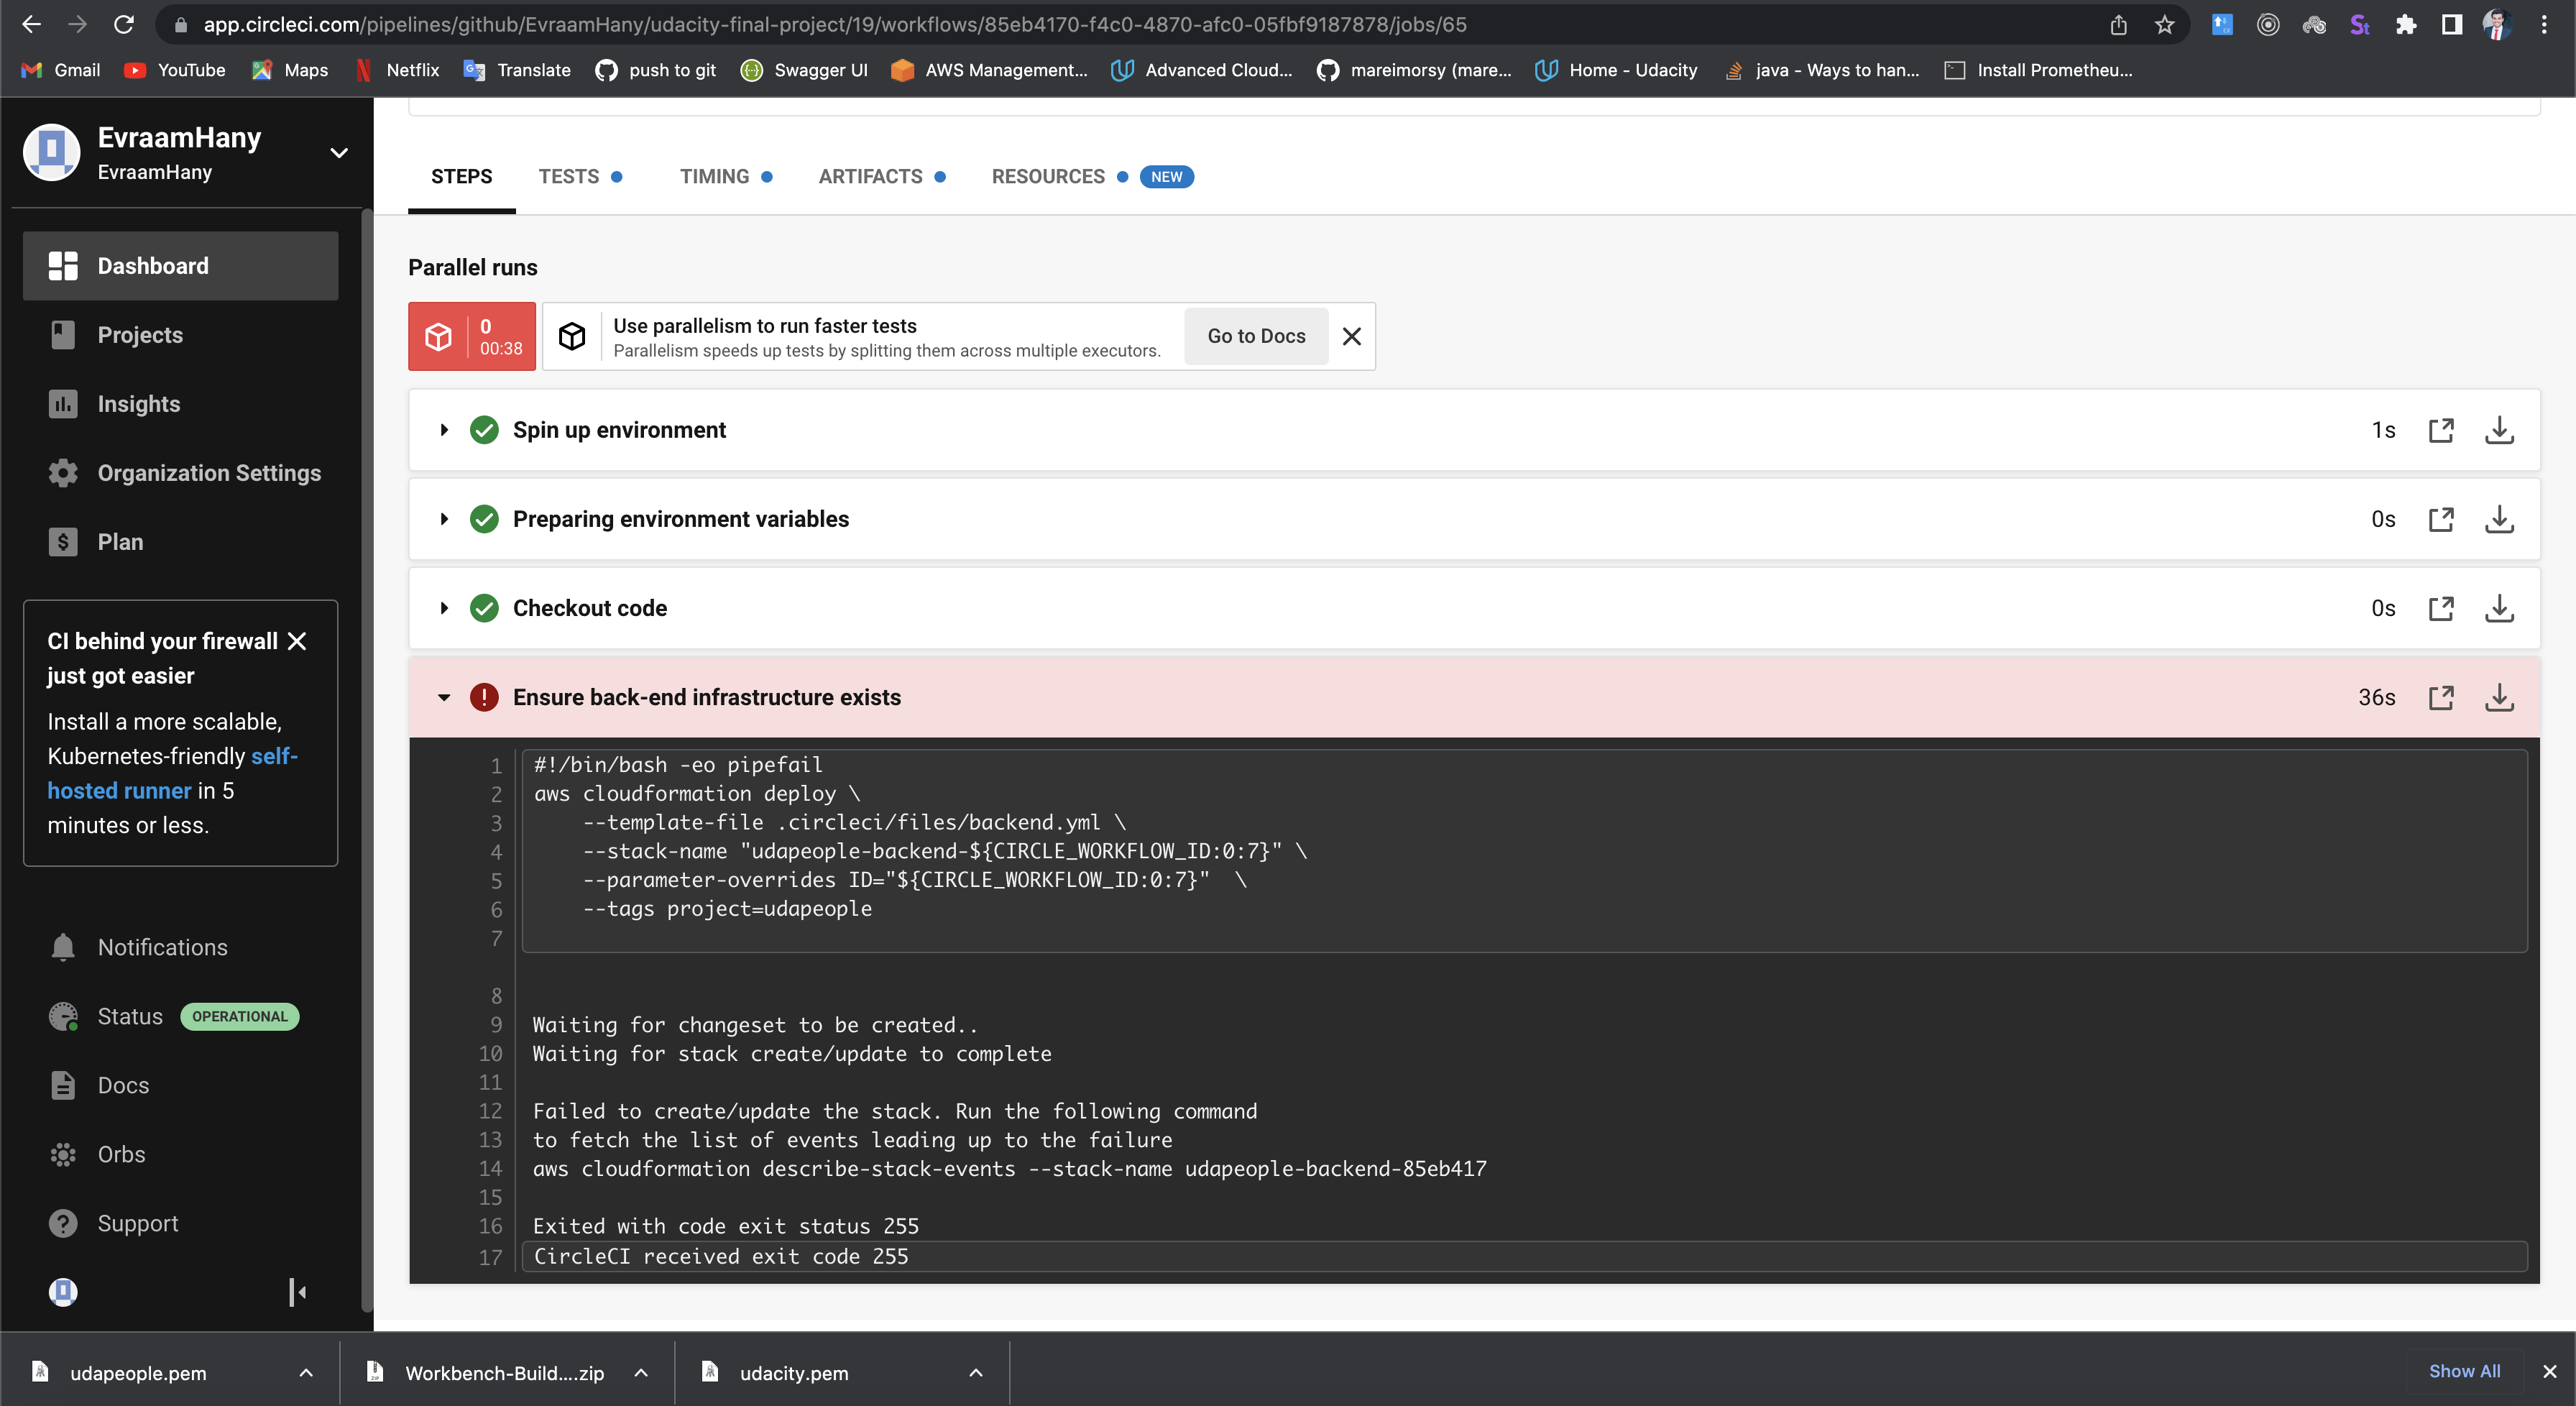 app.circleci.com/pipelines/github/EvraamHany/udacity-final-project/19/workflows/85eb4170-f4c0-4870-afc0-05fbf9187878/jobs/65
Gmail YouTube Maps Netflix Translate push to git Swagger UI AWS Management... Advanced Cloud... mareimorsy (mare... Home - Udacity java - Ways to han... Install Prometheu...
EvraamHany
EvraamHany
Dashboard
Projects
Insights
Organization Settings
Plan
CI behind your firewall
just got easier
Install a more scalable,
Kubernetes-friendly self-
hosted runner in 5
minutes or less.
Notifications
Status OPERATIONAL
Docs
Orbs
Support
STEPS TESTS TIMING ARTIFACTS RESOURCES NEW
Parallel runs
0
00:38
Use parallelism to run faster tests
Parallelism speeds up tests by splitting them across multiple executors.
Go to Docs
Spin up environment 1s
Preparing environment variables 0s
Checkout code 0s
Ensure back-end infrastructure exists 36s
1 #!/bin/bash -eo pipefail
2 aws cloudformation deploy \
3 --template-file .circleci/files/backend.yml \
4 --stack-name "udapeople-backend-${CIRCLE_WORKFLOW_ID:0:7}" \
5 --parameter-overrides ID="${CIRCLE_WORKFLOW_ID:0:7}"  \
6 --tags project=udapeople
7
8
9 Waiting for changeset to be created..
10 Waiting for stack create/update to complete
11
12 Failed to create/update the stack. Run the following command
13 to fetch the list of events leading up to the failure
14 aws cloudformation describe-stack-events --stack-name udapeople-backend-85eb417
15
16 Exited with code exit status 255
17 CircleCI received exit code 255
udapeople.pem Workbench-Build....zip udacity.pem Show All